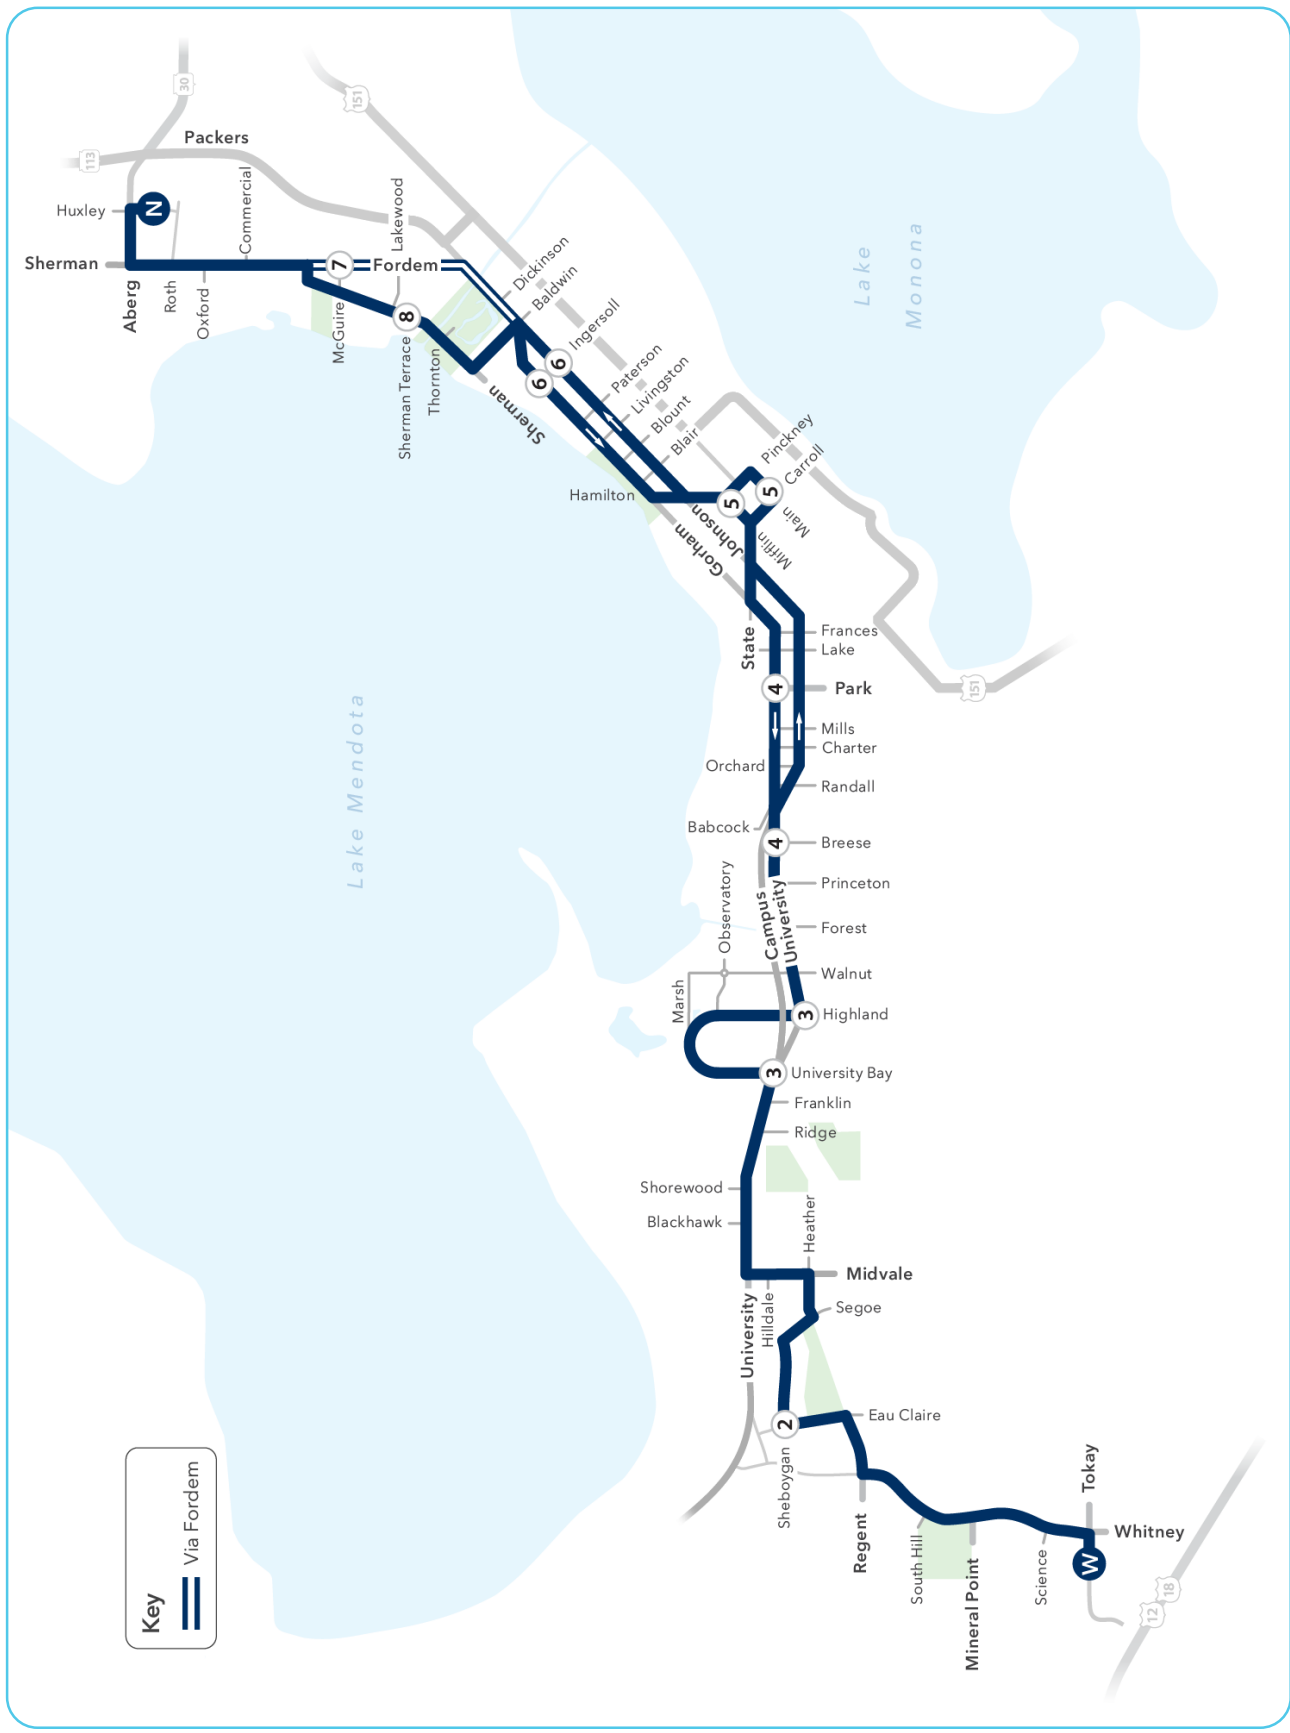 30
151
113
Packers
Commercial
Lakewood
Huxley
N
Sherman
Aberg
Roth
Oxford
7
Fordem
McGuire
8
Sherman Terrace
Thornton
Dickinson
Baldwin
Ingersoll
6
6
Sherman
Paterson
Livingston
Blount
Blair
Hamilton
Pinckney
Carroll
5
5
Main
Mifflin
Johnson
Gorham
Lake
Monona
State
Frances
Lake
4
Park
151
Mills
Charter
Orchard
Randall
Babcock
4
Breese
Princeton
Lake Mendota
Observatory
Campus
University
Forest
Walnut
Marsh
3
Highland
3
University Bay
Franklin
Ridge
Shorewood
Blackhawk
Heather
Midvale
University
Hilldale
Segoe
2
Eau Claire
Sheboygan
Regent
South Hill
Mineral Point
Science
Tokay
Whitney
W
12
18
Key
Via Fordem